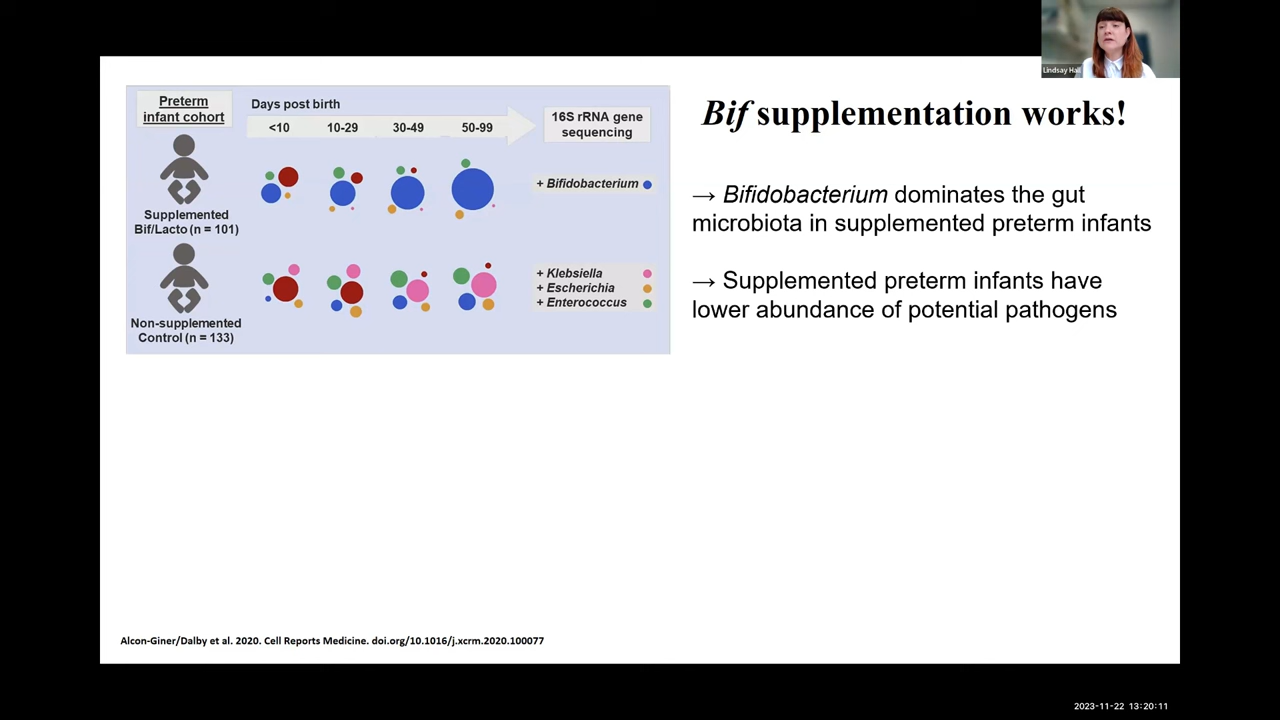 Lindsay Hall
Preterm
infant cohort
Days post birth
<10 10-29 30-49 50-99
16S rRNA gene
sequencing
+ Bifidobacterium
Supplemented
Bif/Lacto (n = 101)
+ Klebsiella
+ Escherichia
+ Enterococcus
Non-supplemented
Control (n = 133)
Bif supplementation works!
→ Bifidobacterium dominates the gut
microbiota in supplemented preterm infants
→ Supplemented preterm infants have
lower abundance of potential pathogens
Alcon-Giner/Dalby et al. 2020. Cell Reports Medicine. doi.org/10.1016/j.xcrm.2020.100077
2023-11-22 13:20:11